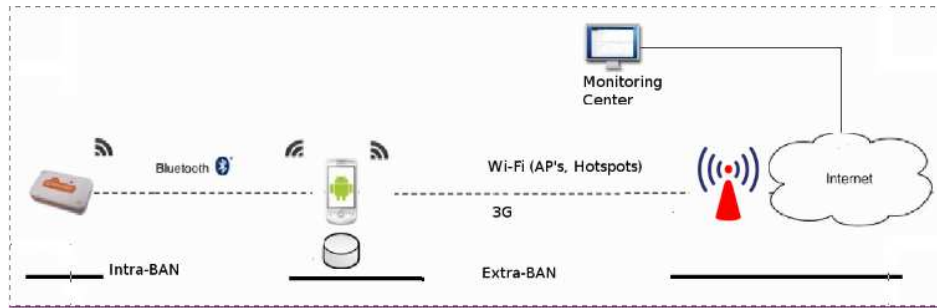 Monitoring
Center
Bluetooth
Wi-Fi (AP's, Hotspots)
Internet
3G
Intra-BAN
Extra-BAN